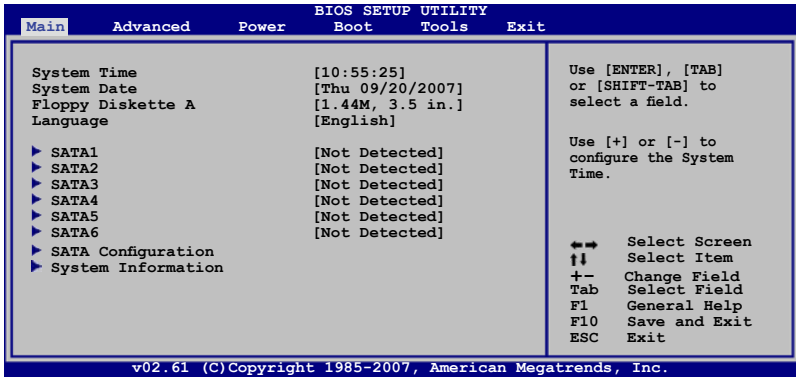 BIOS SETUP UTILITY
Main Advanced Power Boot Tools Exit
System Time [10:55:25]
System Date [Thu 09/20/2007]
Floppy Diskette A [1.44M, 3.5 in.]
Language [English]
SATA1 [Not Detected]
SATA2 [Not Detected]
SATA3 [Not Detected]
SATA4 [Not Detected]
SATA5 [Not Detected]
SATA6 [Not Detected]
SATA Configuration
System Information
Use [ENTER], [TAB]
or [SHIFT-TAB] to
select a field.
Use [+] or [-] to
configure the System
Time.
Select Screen
Select Item
+- Change Field
Tab Select Field
F1 General Help
F10 Save and Exit
ESC Exit
v02.61 (C)Copyright 1985-2007, American Megatrends, Inc.